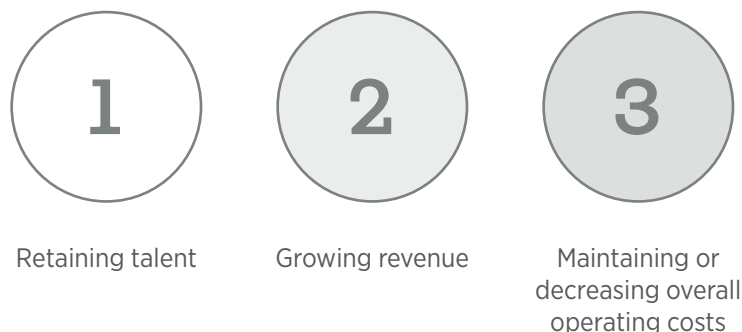 1
Retaining talent
2
Growing revenue
3
Maintaining or
decreasing overall
operating costs